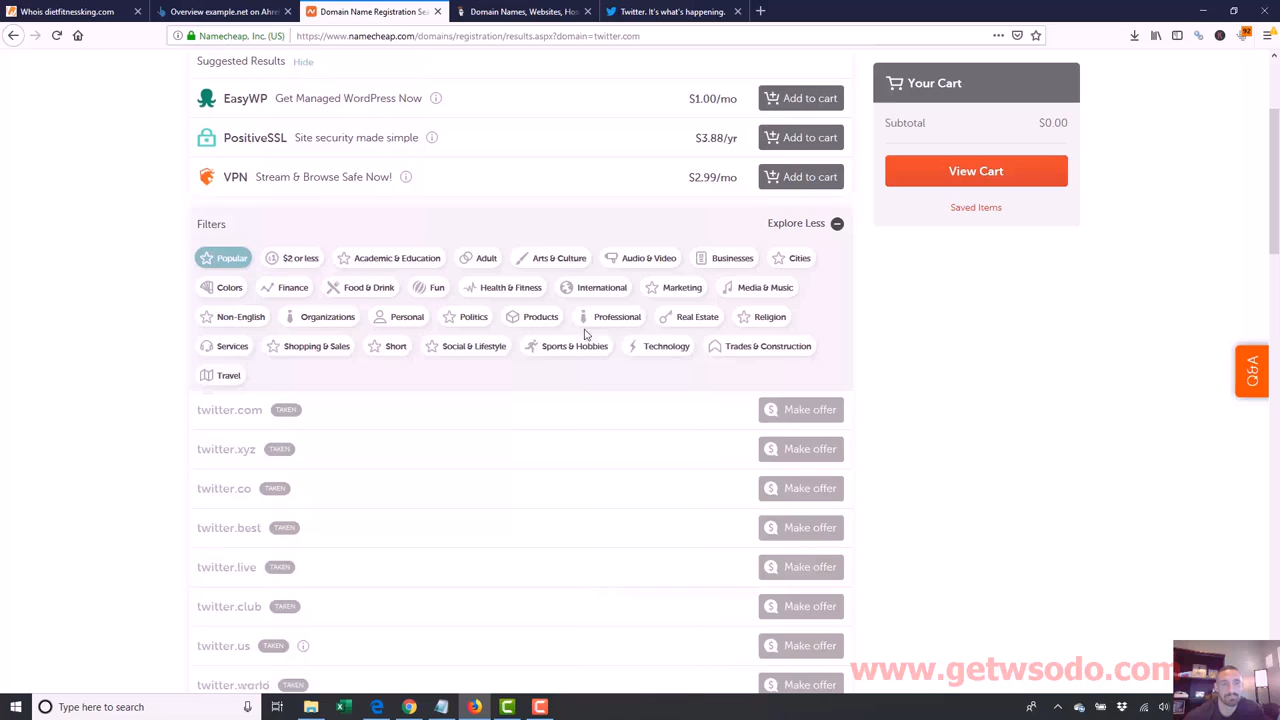 Whois dietfitnessking.com
Overview example.net on Ahre
Domain Name Registration Sea
Domain Names, Websites, Hos
Twitter. It's what's happening.
Namecheap, Inc. (US)
https://www.namecheap.com/domains/registration/results.aspx?domain=twitter.com
92
Suggested Results Hide
EasyWP Get Managed WordPress Now $1.00/mo Add to cart
PositiveSSL Site security made simple $3.88/yr Add to cart
VPN Stream & Browse Safe Now! $2.99/mo Add to cart
Your Cart
Subtotal $0.00
View Cart
Saved Items
Filters Explore Less
Popular $2 or less Academic & Education Adult Arts & Culture Audio & Video Businesses Cities
Colors Finance Food & Drink Fun Health & Fitness International Marketing Media & Music
Non-English Organizations Personal Politics Products Professional Real Estate Religion
Services Shopping & Sales Short Social & Lifestyle Sports & Hobbies Technology Trades & Construction
Travel
twitter.com TAKEN Make offer
twitter.xyz TAKEN Make offer
twitter.co TAKEN Make offer
twitter.best TAKEN Make offer
twitter.live TAKEN Make offer
twitter.club TAKEN Make offer
twitter.us TAKEN Make offer
twitter.world TAKEN Make offer
Q&A
www.getwsodo.com
Type here to search